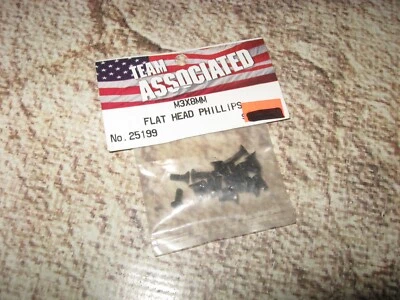 TEAM
ASSOCIATED
M3X8MM
FLAT HEAD PHILLIPS
No. 25199